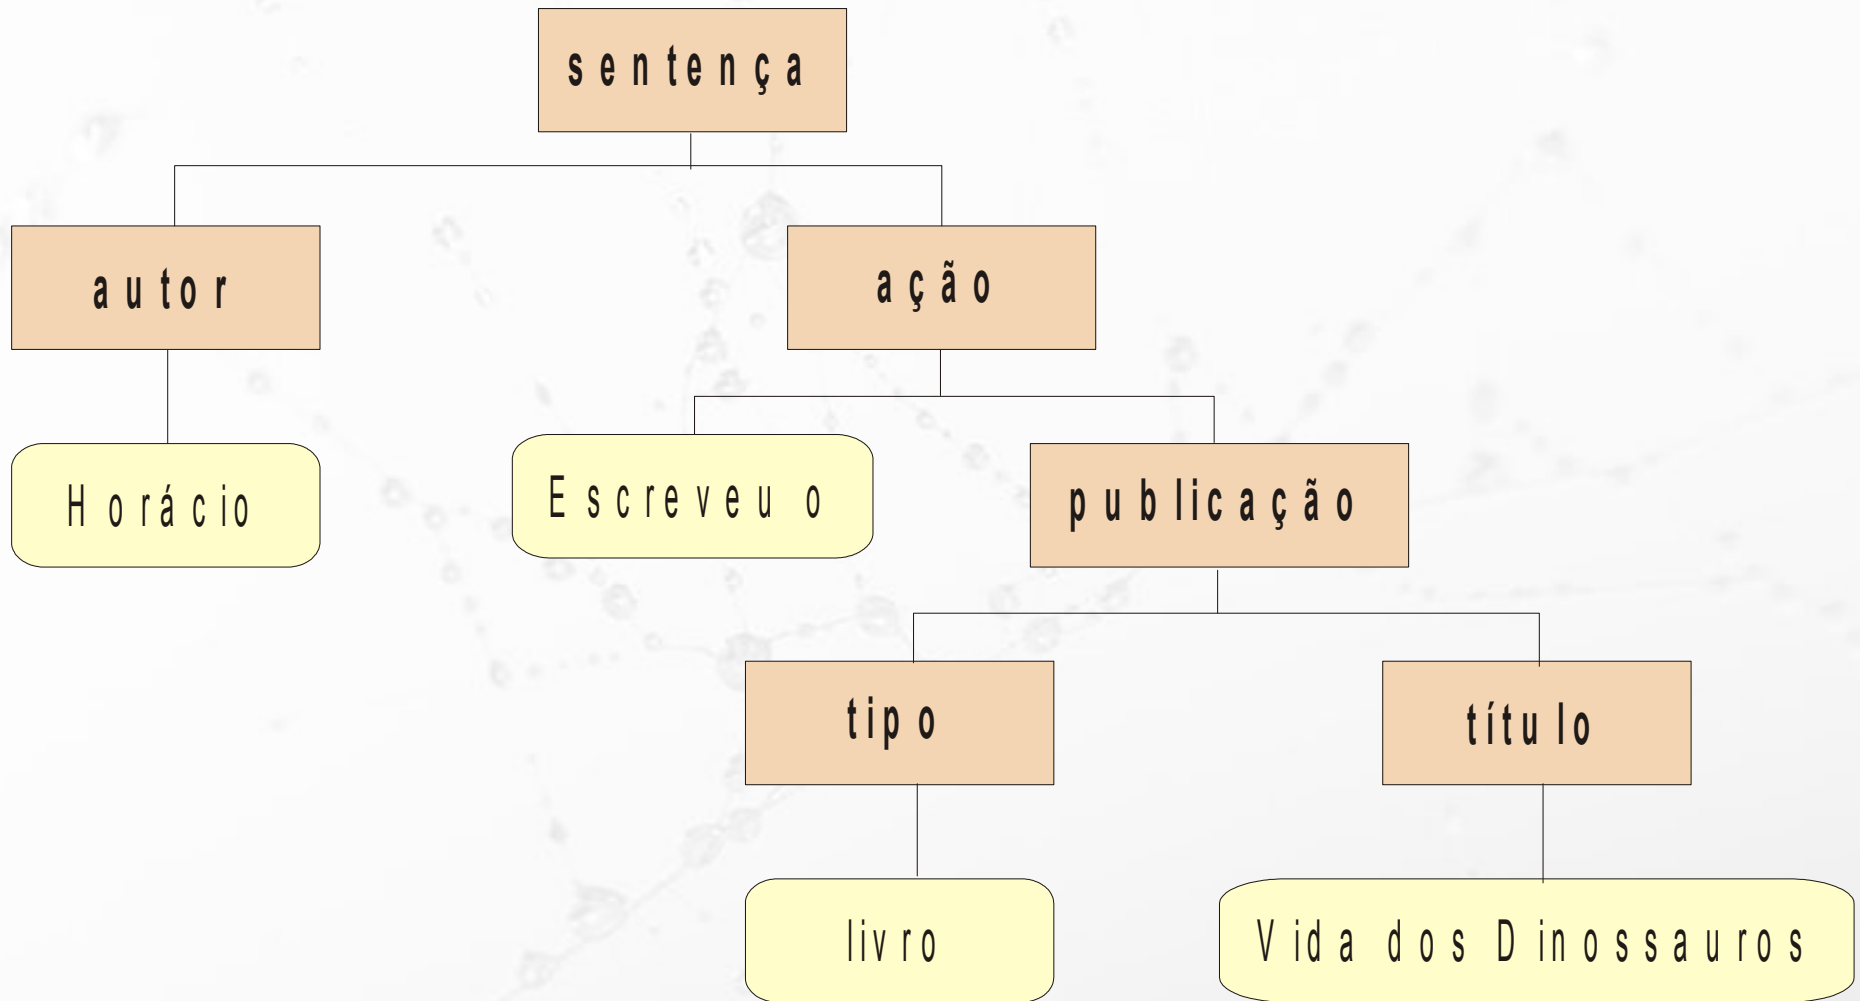 sentença
autor
ação
Horácio
Escreveu o
publicação
tipo
título
livro
Vida dos Dinossauros